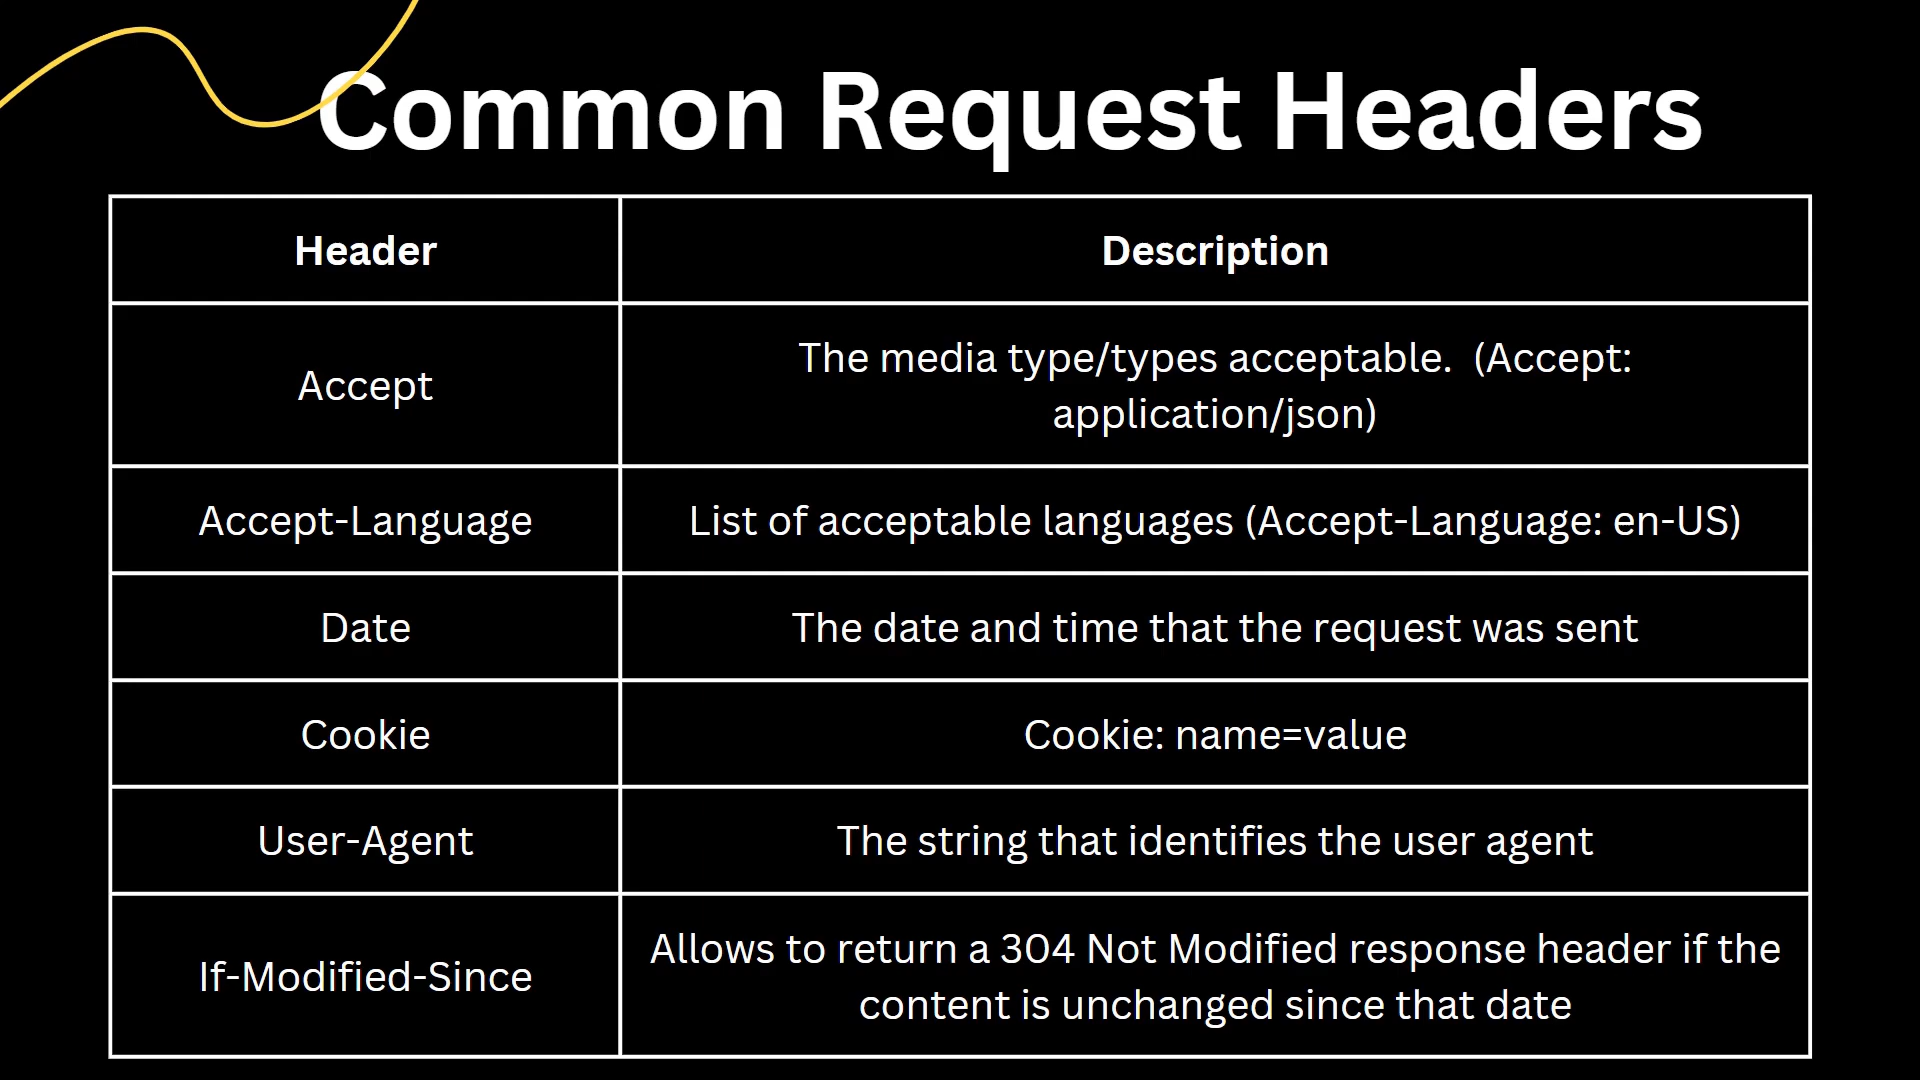 Common Request Headers
Header
Description
Accept
The media type/types acceptable.  (Accept:
application/json)
Accept-Language
List of acceptable languages (Accept-Language: en-US)
Date
The date and time that the request was sent
Cookie
Cookie: name=value
User-Agent
The string that identifies the user agent
If-Modified-Since
Allows to return a 304 Not Modified response header if the
content is unchanged since that date